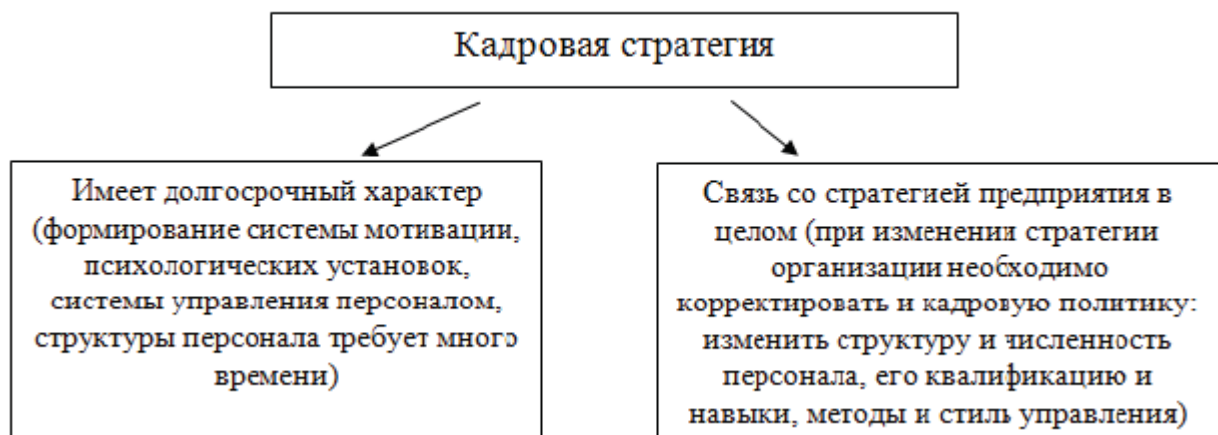 Кадровая стратегия
Имеет долгосрочный характер
(формирование системы мотивации,
психологических установок,
системы управления персоналом,
структуры персонала требует много
времени)
Связь со стратегией предприятия в
целом (при изменения стратегии
организации необходимо
корректировать и кадровую политику:
изменить структуру и численность
персонала, его квалификацию и
навыки, методы и стиль управления)